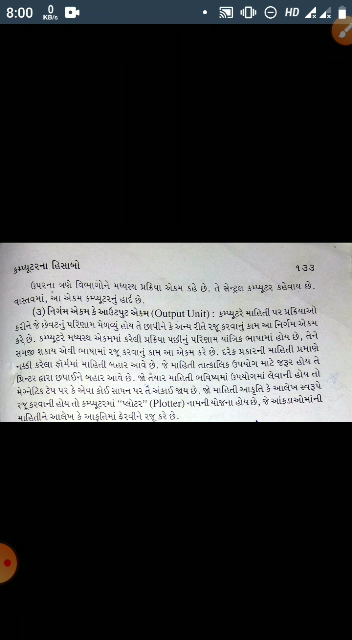 8:00 0 KB/s HD
કમ્પ્યૂટરના હિસાબો ૧૩૩
ઉપરના ત્રણે વિભાગોને મધ્યસ્થ પ્રક્રિયા એકમ કહે છે. તે સેન્ટ્રલ કમ્પ્યૂટર કહેવાય છે.
વાસ્તવમાં, આ એકમ કમ્પ્યૂટરનું હાર્દ છે.
(૩) નિર્ગમ એકમ કે આઉટપુટ એકમ (Output Unit) : કમ્પ્યૂટરે માહિતી પર પ્રક્રિયાઓ
કરીને જે છેવટનું પરિણામ મેળવ્યું હોય તે છાપીને કે અન્ય રીતે રજૂ કરવાનું કામ આ નિર્ગમ એકમ
કરે છે. કમ્પ્યૂટર મધ્યસ્થ એકમમાં કરેલી પ્રક્રિયા પછીનું પરિણામ યાંત્રિક ભાષામાં હોય છે, તેને
સમજી શકાય એવી ભાષામાં રજૂ કરવાનું કામ આ એકમ કરે છે. દરેક પ્રકારની માહિતી પ્રમાણે
નક્કી કરેલા ફોર્મમાં માહિતી બહાર આવે છે. જે માહિતી તાત્કાલિક ઉપયોગ માટે જરૂર હોય તે
પ્રિન્ટર દ્વારા છપાઈને બહાર આવે છે. જો તૈયાર માહિતી ભવિષ્યમાં ઉપયોગમાં લેવાની હોય તો
મેગ્નેટિક ટેપ પર કે એવા કોઈ સાધન પર તે અંકાઈ જાય છે. જો માહિતી આકૃતિ કે આલેખ સ્વરૂપે
રજૂ કરવાની હોય તો કમ્પ્યૂટરમાં “પ્લોટર” (Plotter) નામની યોજના હોય છે, જે આંકડાઓમાંની
માહિતીને આલેખ કે આકૃતિમાં ફેરવીને રજૂ કરે છે.